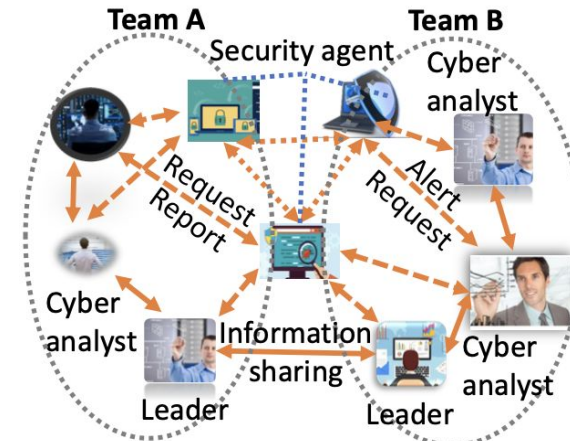 Team A
Team B
Security agent
Cyber
analyst
Request
Report
Alert
Request
Cyber
analyst
Information
sharing
Cyber
analyst
Leader
Leader